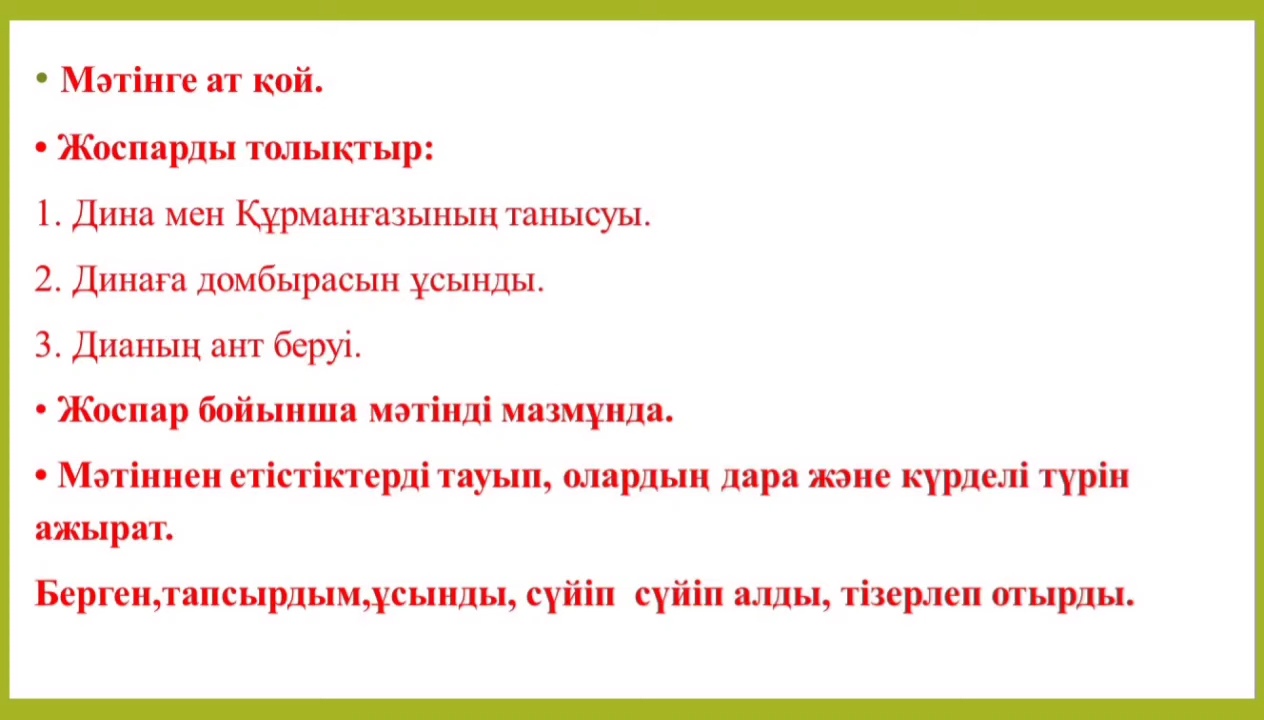 • Мәтінге ат қой.
• Жоспарды толықтыр:
1. Дина мен Құрманғазының танысуы.
2. Динаға домбырасын ұсынды.
3. Дианың ант беруі.
• Жоспар бойынша мәтінді мазмұнда.
• Мәтіннен етістіктерді тауып, олардың дара және күрделі түрін
ажырат.
Берген,тапсырдым,ұсынды, сүйіп  сүйіп алды, тізерлеп отырды.